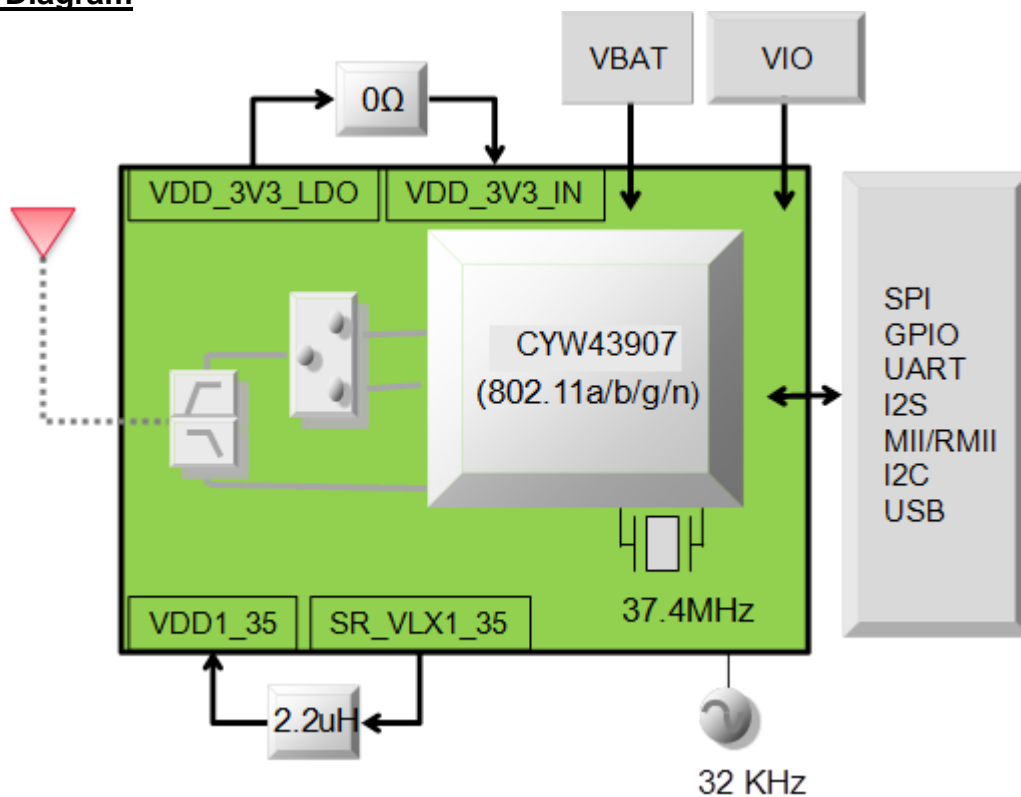 Diagram
VBAT
VIO
0Ω
VDD_3V3_LDO
VDD_3V3_IN
CYW43907
(802.11a/b/g/n)
SPI
GPIO
UART
I2S
MII/RMII
I2C
USB
37.4MHz
VDD1_35
SR_VLX1_35
2.2uH
32 KHz